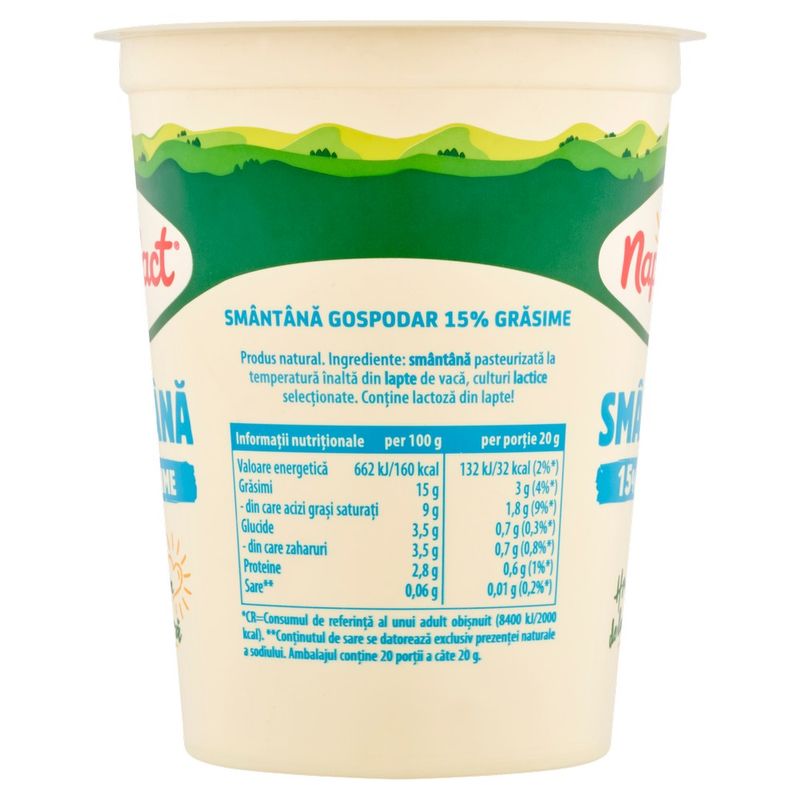 act®
Nap
SMÂNTÂNĂ GOSPODAR 15% GRĂSIME
Produs natural. Ingrediente: smântână pasteurizată la
temperatură înaltă din lapte de vacă, culturi lactice
selecționate. Conține lactoză din lapte!
ÂNĂ
SMÂ
ME
15
Informații nutriționale per 100 g per porție 20 g
Valoare energetică 662 kJ/160 kcal 132 kJ/32 kcal (2%*)
Grăsimi 15 g 3 g (4%*)
- din care acizi grași saturați 9 g 1,8 g (9%*)
Glucide 3,5 g 0,7 g (0,3%*)
- din care zaharuri 3,5 g 0,7 g (0,8%*)
Proteine 2,8 g 0,6 g (1%*)
Sare** 0,06 g 0,01 g (0,2%*)
*CR=Consumul de referință al unui adult obișnuit (8400 kJ/2000
kcal). **Conținutul de sare se datorează exclusiv prezenței naturale
a sodiului. Ambalajul conține 20 porții a câte 20 g.